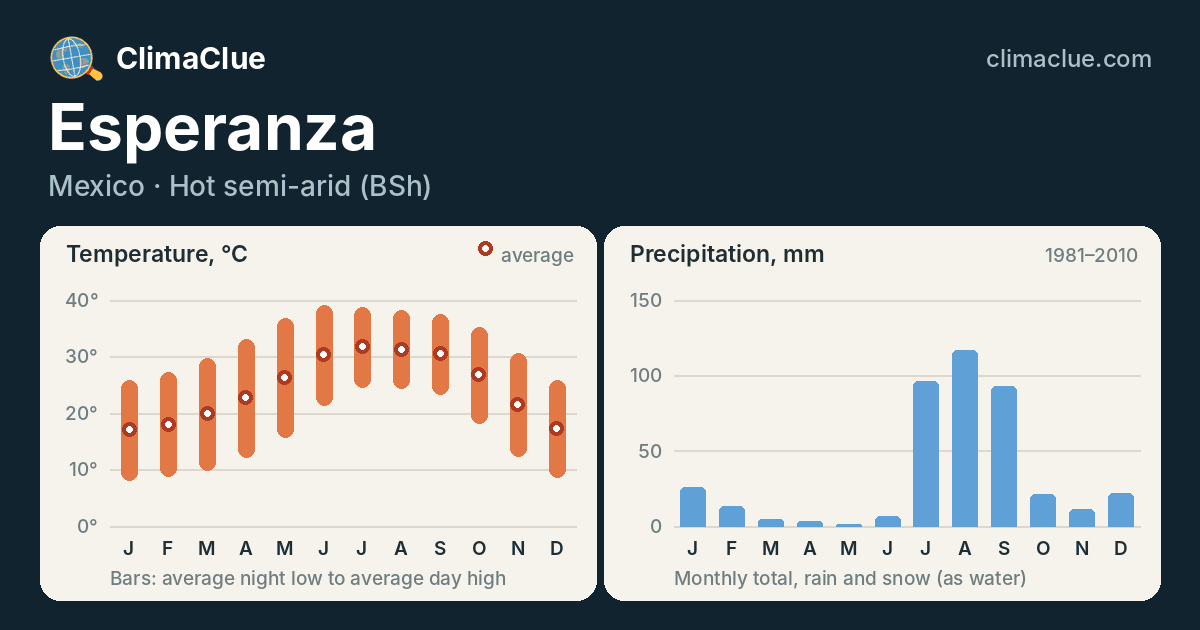 ClimaClue
climaclue.com
Esperanza
Mexico · Hot semi-arid (BSh)
Temperature, °C
average
40°
30°
20°
10°
0°
J F M A M J J A S O N D
Bars: average night low to average day high
Precipitation, mm
1981–2010
150
100
50
0
J F M A M J J A S O N D
Monthly total, rain and snow (as water)